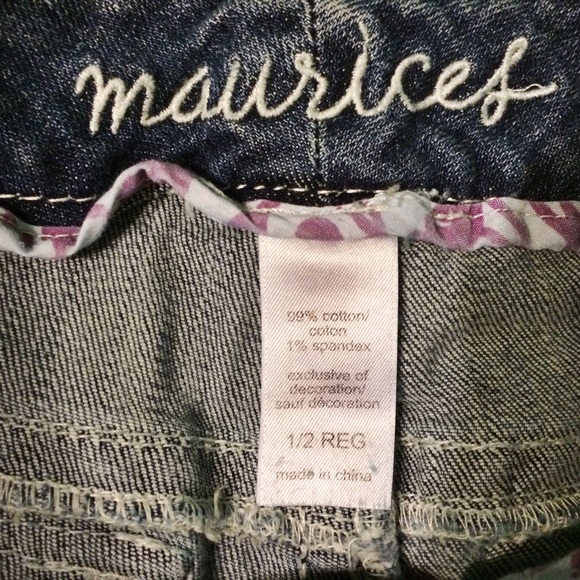 maurices
99% cotton/
coton
1% spandex
exclusive of
decoration/
sauf décoration
1/2 REG
made in china